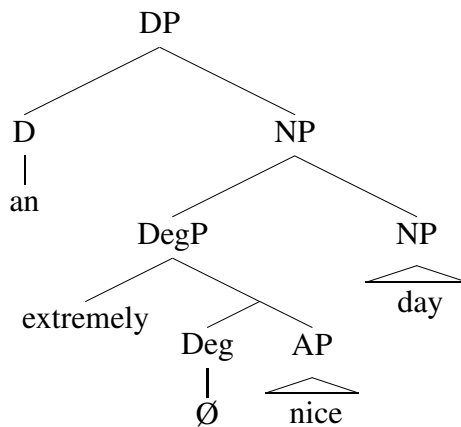 DP
D NP
an
DegP NP
day
extremely
Deg AP
Ø nice